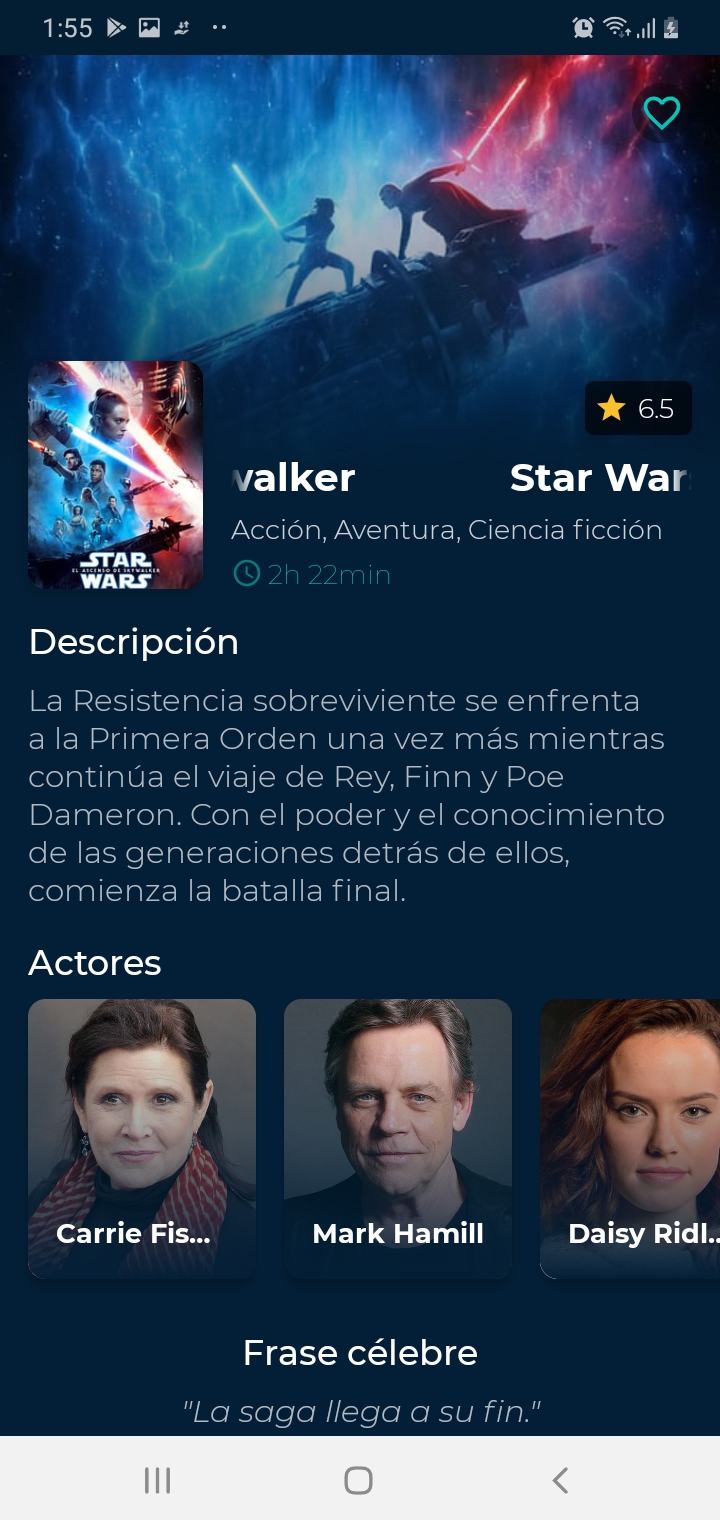 1:55
6.5
walker Star Wars
Acción, Aventura, Ciencia ficción
2h 22min
STAR
EL ASCENSO DE SKYWALKER
WARS
Descripción
La Resistencia sobreviviente se enfrenta
a la Primera Orden una vez más mientras
continúa el viaje de Rey, Finn y Poe
Dameron. Con el poder y el conocimiento
de las generaciones detrás de ellos,
comienza la batalla final.
Actores
Carrie Fis...
Mark Hamill
Daisy Ridl...
Frase célebre
"La saga llega a su fin."